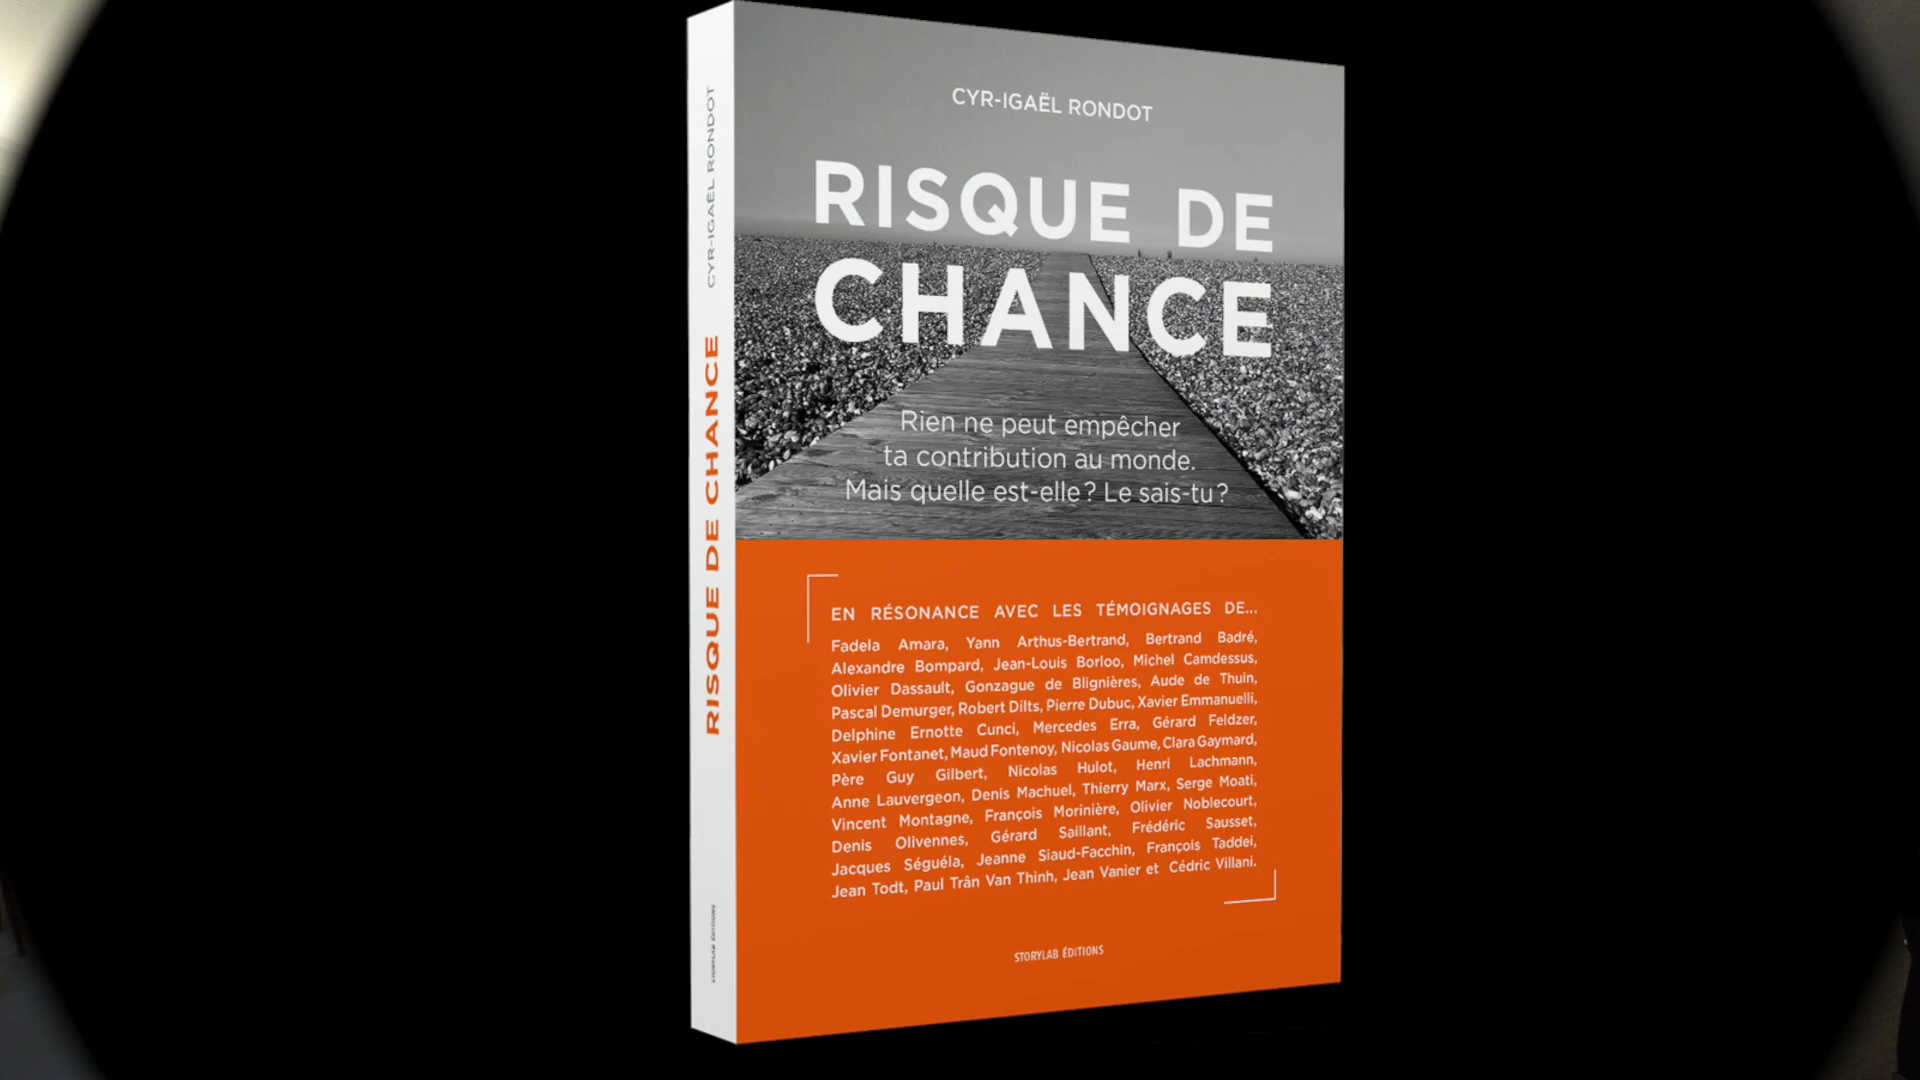 CYR-IGAËL RONDOT
RISQUE DE
CHANCE
Rien ne peut empêcher
ta contribution au monde.
Mais quelle est-elle ? Le sais-tu ?
EN RÉSONANCE AVEC LES TÉMOIGNAGES DE...
Fadela Amara, Yann Arthus-Bertrand, Bertrand Badré,
Alexandre Bompard, Jean-Louis Borloo, Michel Camdessus,
Olivier Dassault, Gonzague de Blignières, Aude de Thuin,
Pascal Demurger, Robert Dilts, Pierre Dubuc, Xavier Emmanuelli,
Delphine Ernotte Cunci, Mercedes Erra, Gérard Feldzer,
Xavier Fontanet, Maud Fontenoy, Nicolas Gaume, Clara Gaymard,
Père Guy Gilbert, Nicolas Hulot, Henri Lachmann,
Anne Lauvergeon, Denis Machuel, Thierry Marx, Serge Moati,
Vincent Montagne, François Morinière, Olivier Noblecourt,
Denis Olivennes, Gérard Saillant, Frédéric Sausset,
Jacques Séguéla, Jeanne Siaud-Facchin, François Taddei,
Jean Todt, Paul Trân Van Thinh, Jean Vanier et Cédric Villani.
STORYLAB ÉDITIONS
CYR-IGAËL RONDOT
RISQUE DE CHANCE
STORYLAB ÉDITIONS